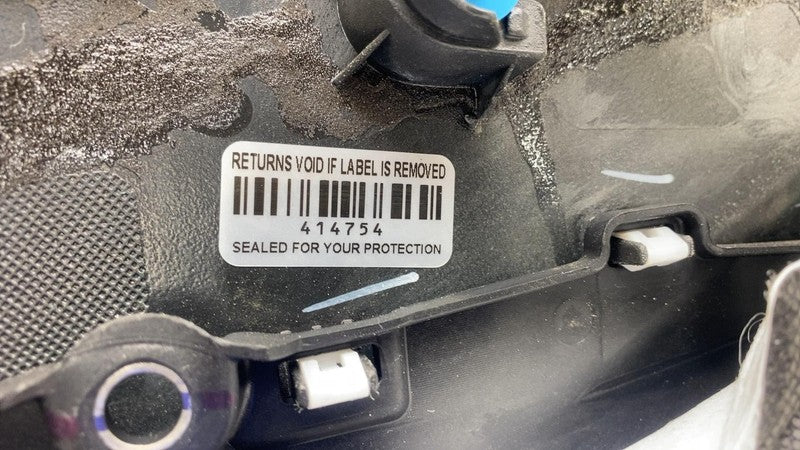 RETURNS VOID IF LABEL IS REMOVED
414754
SEALED FOR YOUR PROTECTION